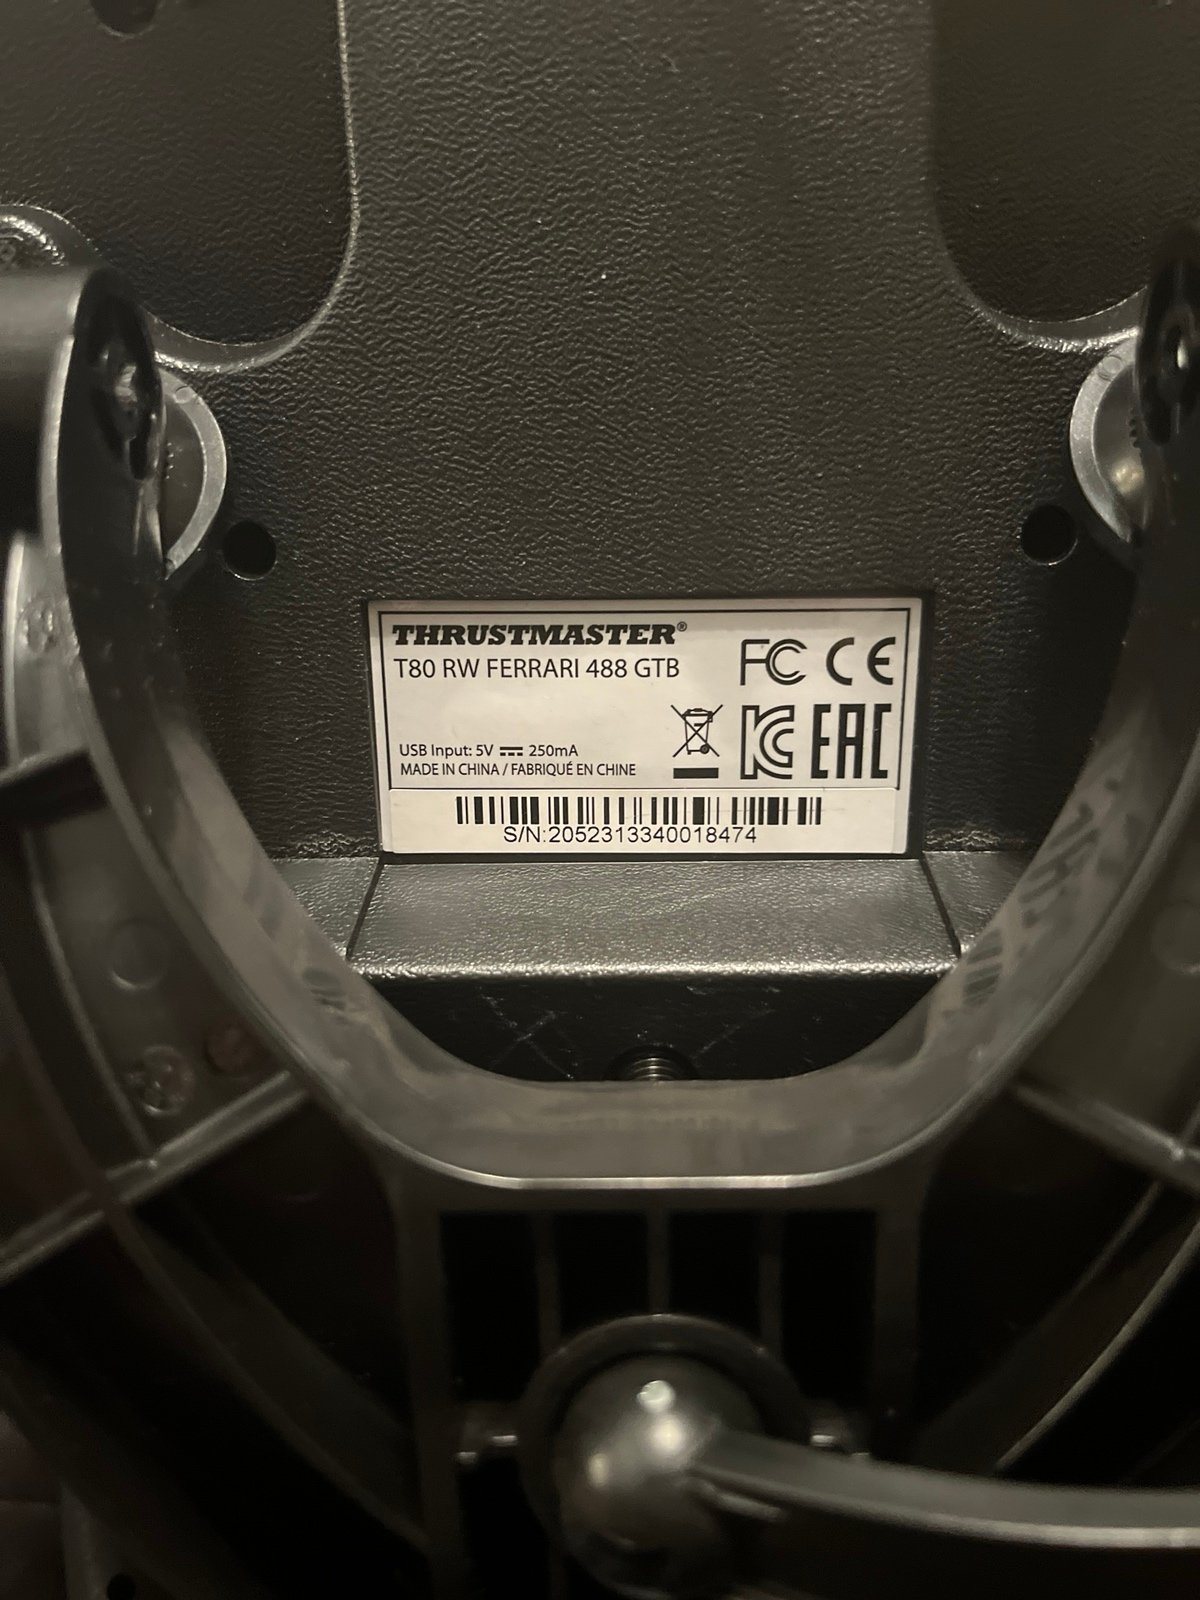 THRUSTMASTER®
T80 RW FERRARI 488 GTB
FC CE
KC EAC
USB Input: 5V ⎓ 250mA
MADE IN CHINA / FABRIQUÉ EN CHINE
S/N:2052313340018474